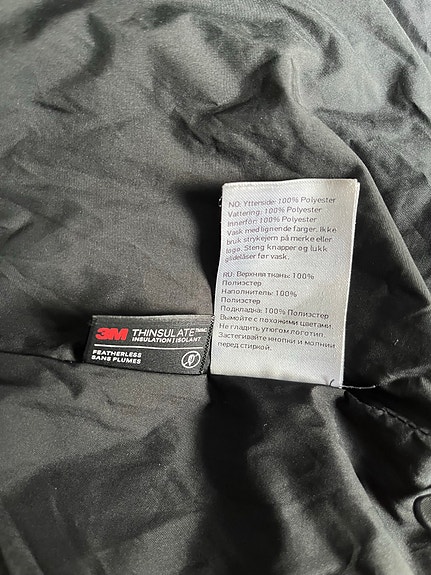 NO: Ytterside: 100% Polyester
Vattering: 100% Polyester
Innerfôr: 100% Polyester
Vask med lignende farger. Ikke
bruk strykejern på merke eller
logo. Steng knapper og lukk
glidelåser før vask.
RU: Верхняя ткань: 100%
Полиэстер
Наполнитель: 100%
Полиэстер
Подкладка: 100% Полиэстер
Вымойте с похожими цветами.
Не гладить утюгом логотип.
Застегивайте кнопки и молнии
перед стиркой.
3M THINSULATE
INSULATION | ISOLANT
FEATHERLESS
SANS PLUMES